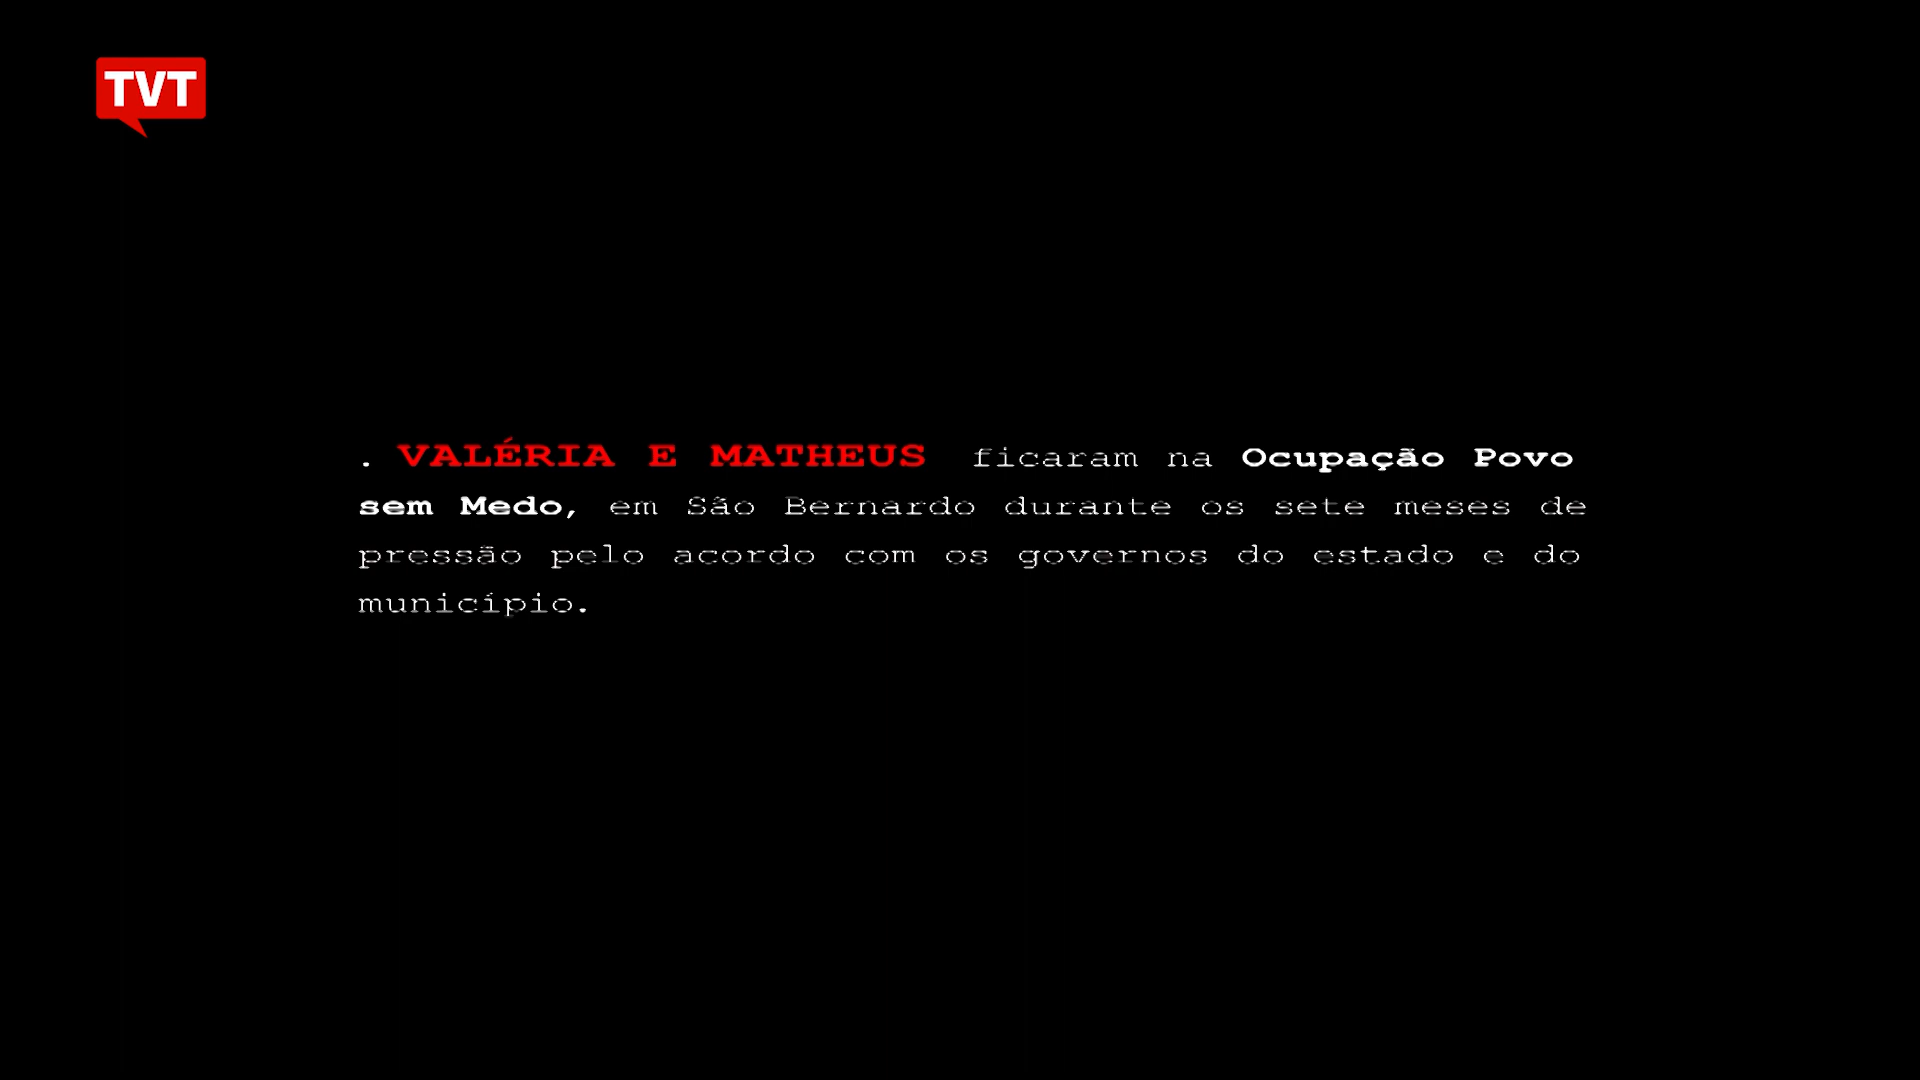 TVT
. VALÉRIA E MATHEUS ficaram na Ocupação Povo
sem Medo, em São Bernardo durante os sete meses de
pressão pelo acordo com os governos do estado e do
município.